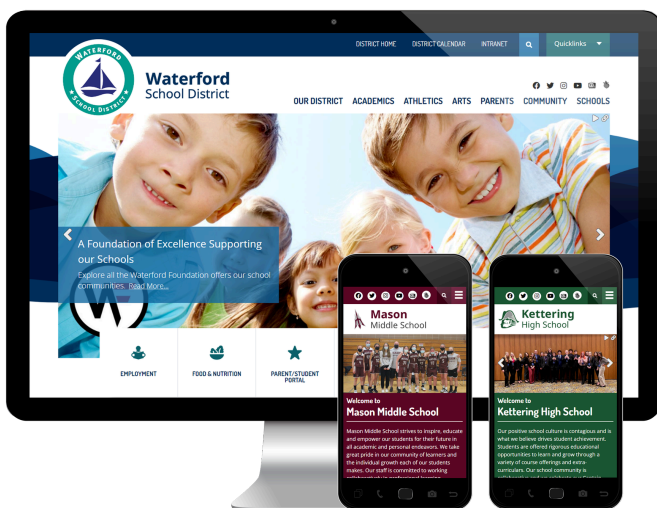 DISTRICT HOME DISTRICT CALENDAR INTRANET Quicklinks
WATERFORD
SCHOOL DISTRICT
Waterford
School District
OUR DISTRICT ACADEMICS ATHLETICS ARTS PARENTS COMMUNITY SCHOOLS
A Foundation of Excellence Supporting
our Schools
Explore all the Waterford Foundation offers our school
communities. Read More...
EMPLOYMENT
FOOD & NUTRITION
PARENT/STUDENT
PORTAL
Mason
Middle School
Welcome to
Mason Middle School
Mason Middle School strives to inspire, educate
and empower our students for their future in
all academic and personal endeavors. We take
great pride in our community of learners and
the individual growth each of our students
makes. Our staff is committed to working
collaboratively in professional learning
Kettering
High School
Welcome to
Kettering High School
Our positive school culture is contagious and is
what we believe drives student achievement.
Students are offered rigorous educational
opportunities to learn and grow through a
variety of course offerings and extra-
curriculars. Our school community is